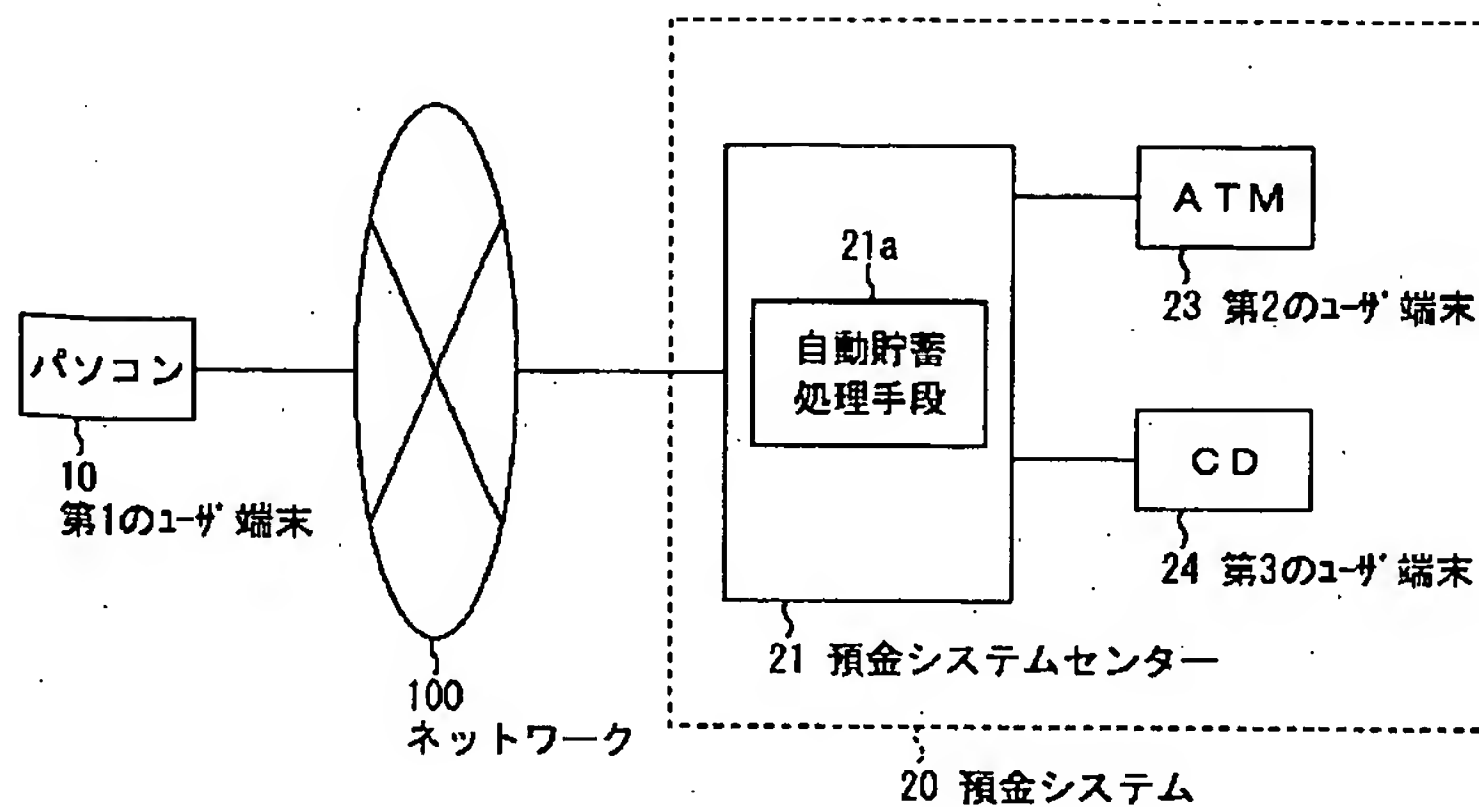 パソコン
10
第1のﾕｰｻﾞ端末
100
ネットワーク
21a
自動貯蓄
処理手段
21 預金システムセンター
ATM
23 第2のﾕｰｻﾞ端末
CD
24 第3のﾕｰｻﾞ端末
20 預金システム